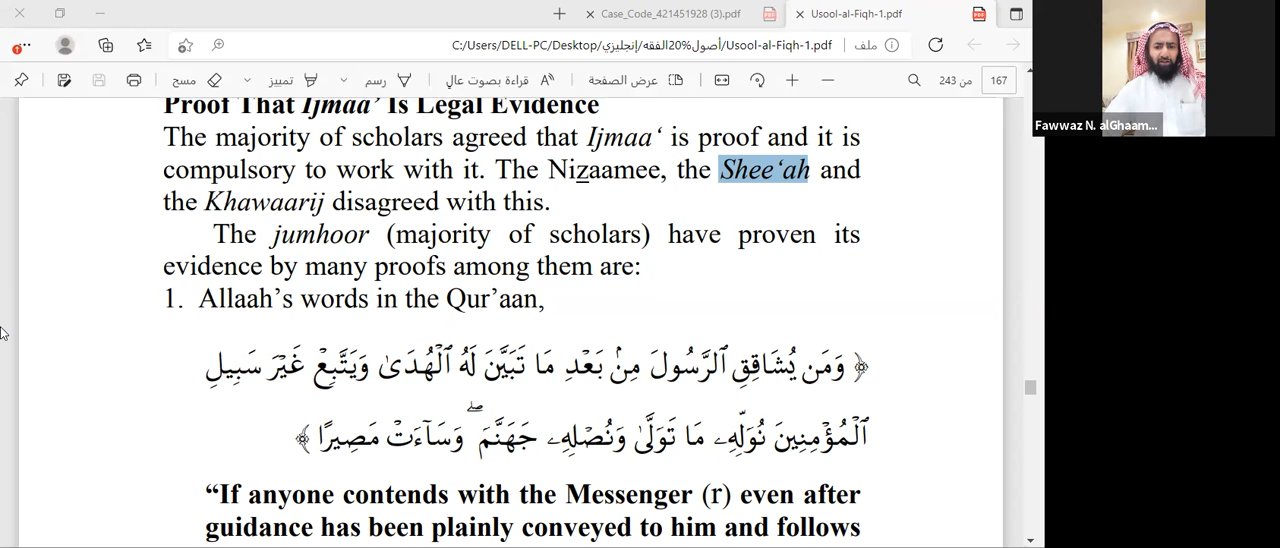 Case_Code_421451928 (3).pdf
Usool-al-Fiqh-1.pdf
C:/Users/DELL-PC/Desktop/أصول%20الفقه/إنجليزي/Usool-al-Fiqh-1.pdf
ملف
مسح
تمييز
رسم
قراءة بصوت عالٍ
عرض الصفحة
من 243
167
Fawwaz N. alGhaam...
Proof That Ijmaa’ Is Legal Evidence
The majority of scholars agreed that Ijmaa‘ is proof and it is
compulsory to work with it. The Nizaamee, the Shee‘ah and
the Khawaarij disagreed with this.
The jumhoor (majority of scholars) have proven its
evidence by many proofs among them are:
1. Allaah’s words in the Qur’aan,
﴿ وَمَن يُشَاقِقِ ٱلرَّسُولَ مِنۢ بَعْدِ مَا تَبَيَّنَ لَهُ ٱلْهُدَىٰ وَيَتَّبِعْ غَيْرَ سَبِيلِ
ٱلْمُؤْمِنِينَ نُوَلِّهِۦ مَا تَوَلَّىٰ وَنُصْلِهِۦ جَهَنَّمَ ۖ وَسَآءَتْ مَصِيرًا ﴾
“If anyone contends with the Messenger (r) even after
guidance has been plainly conveyed to him and follows